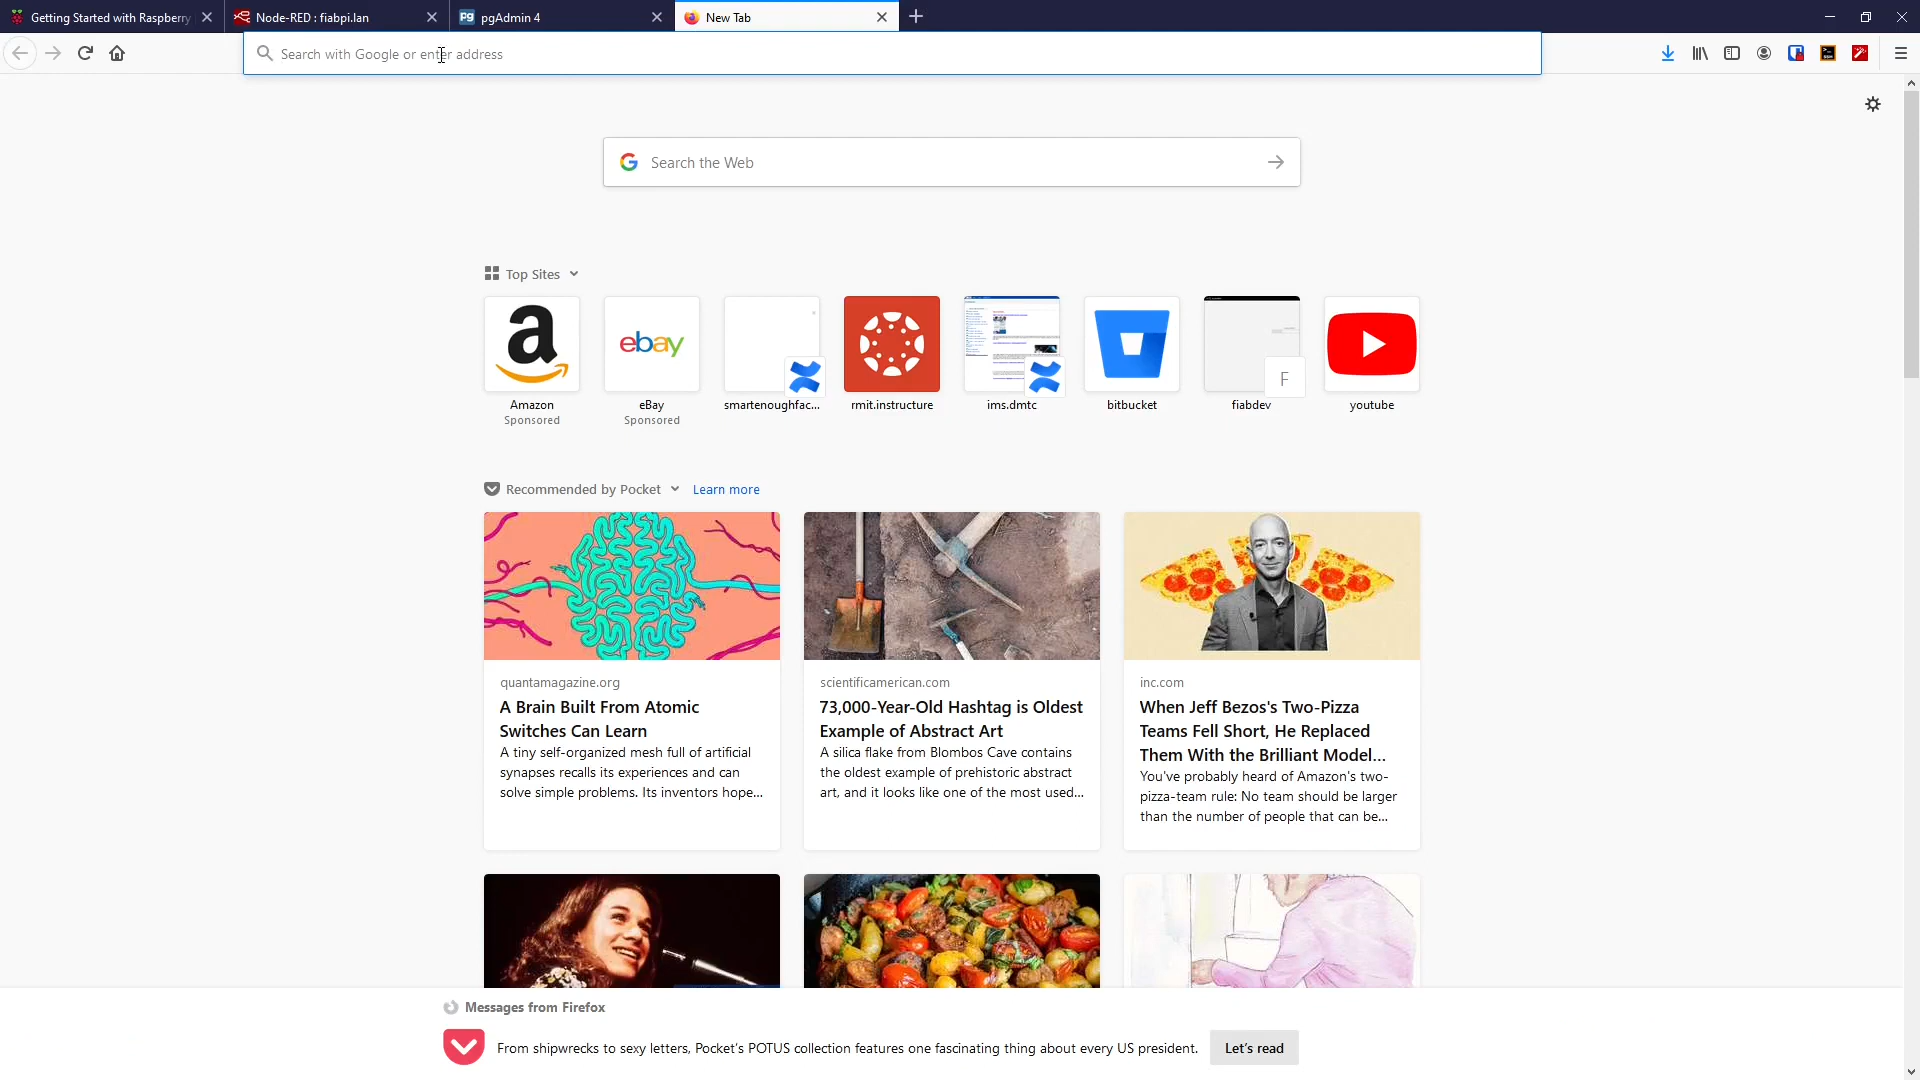 Getting Started with Raspberry
Node-RED : fiabpi.lan
pgAdmin 4
New Tab
Search with Google or enter address
Search the Web
Top Sites
a
ebay
F
Amazon
Sponsored
eBay
Sponsored
smartenoughfac...
rmit.instructure
ims.dmtc
bitbucket
fiabdev
youtube
Recommended by Pocket
Learn more
quantamagazine.org
A Brain Built From Atomic
Switches Can Learn
A tiny self-organized mesh full of artificial
synapses recalls its experiences and can
solve simple problems. Its inventors hope...
scientificamerican.com
73,000-Year-Old Hashtag is Oldest
Example of Abstract Art
A silica flake from Blombos Cave contains
the oldest example of prehistoric abstract
art, and it looks like one of the most used...
inc.com
When Jeff Bezos's Two-Pizza
Teams Fell Short, He Replaced
Them With the Brilliant Model...
You've probably heard of Amazon's two-
pizza-team rule: No team should be larger
than the number of people that can be...
Messages from Firefox
From shipwrecks to sexy letters, Pocket's POTUS collection features one fascinating thing about every US president.
Let's read